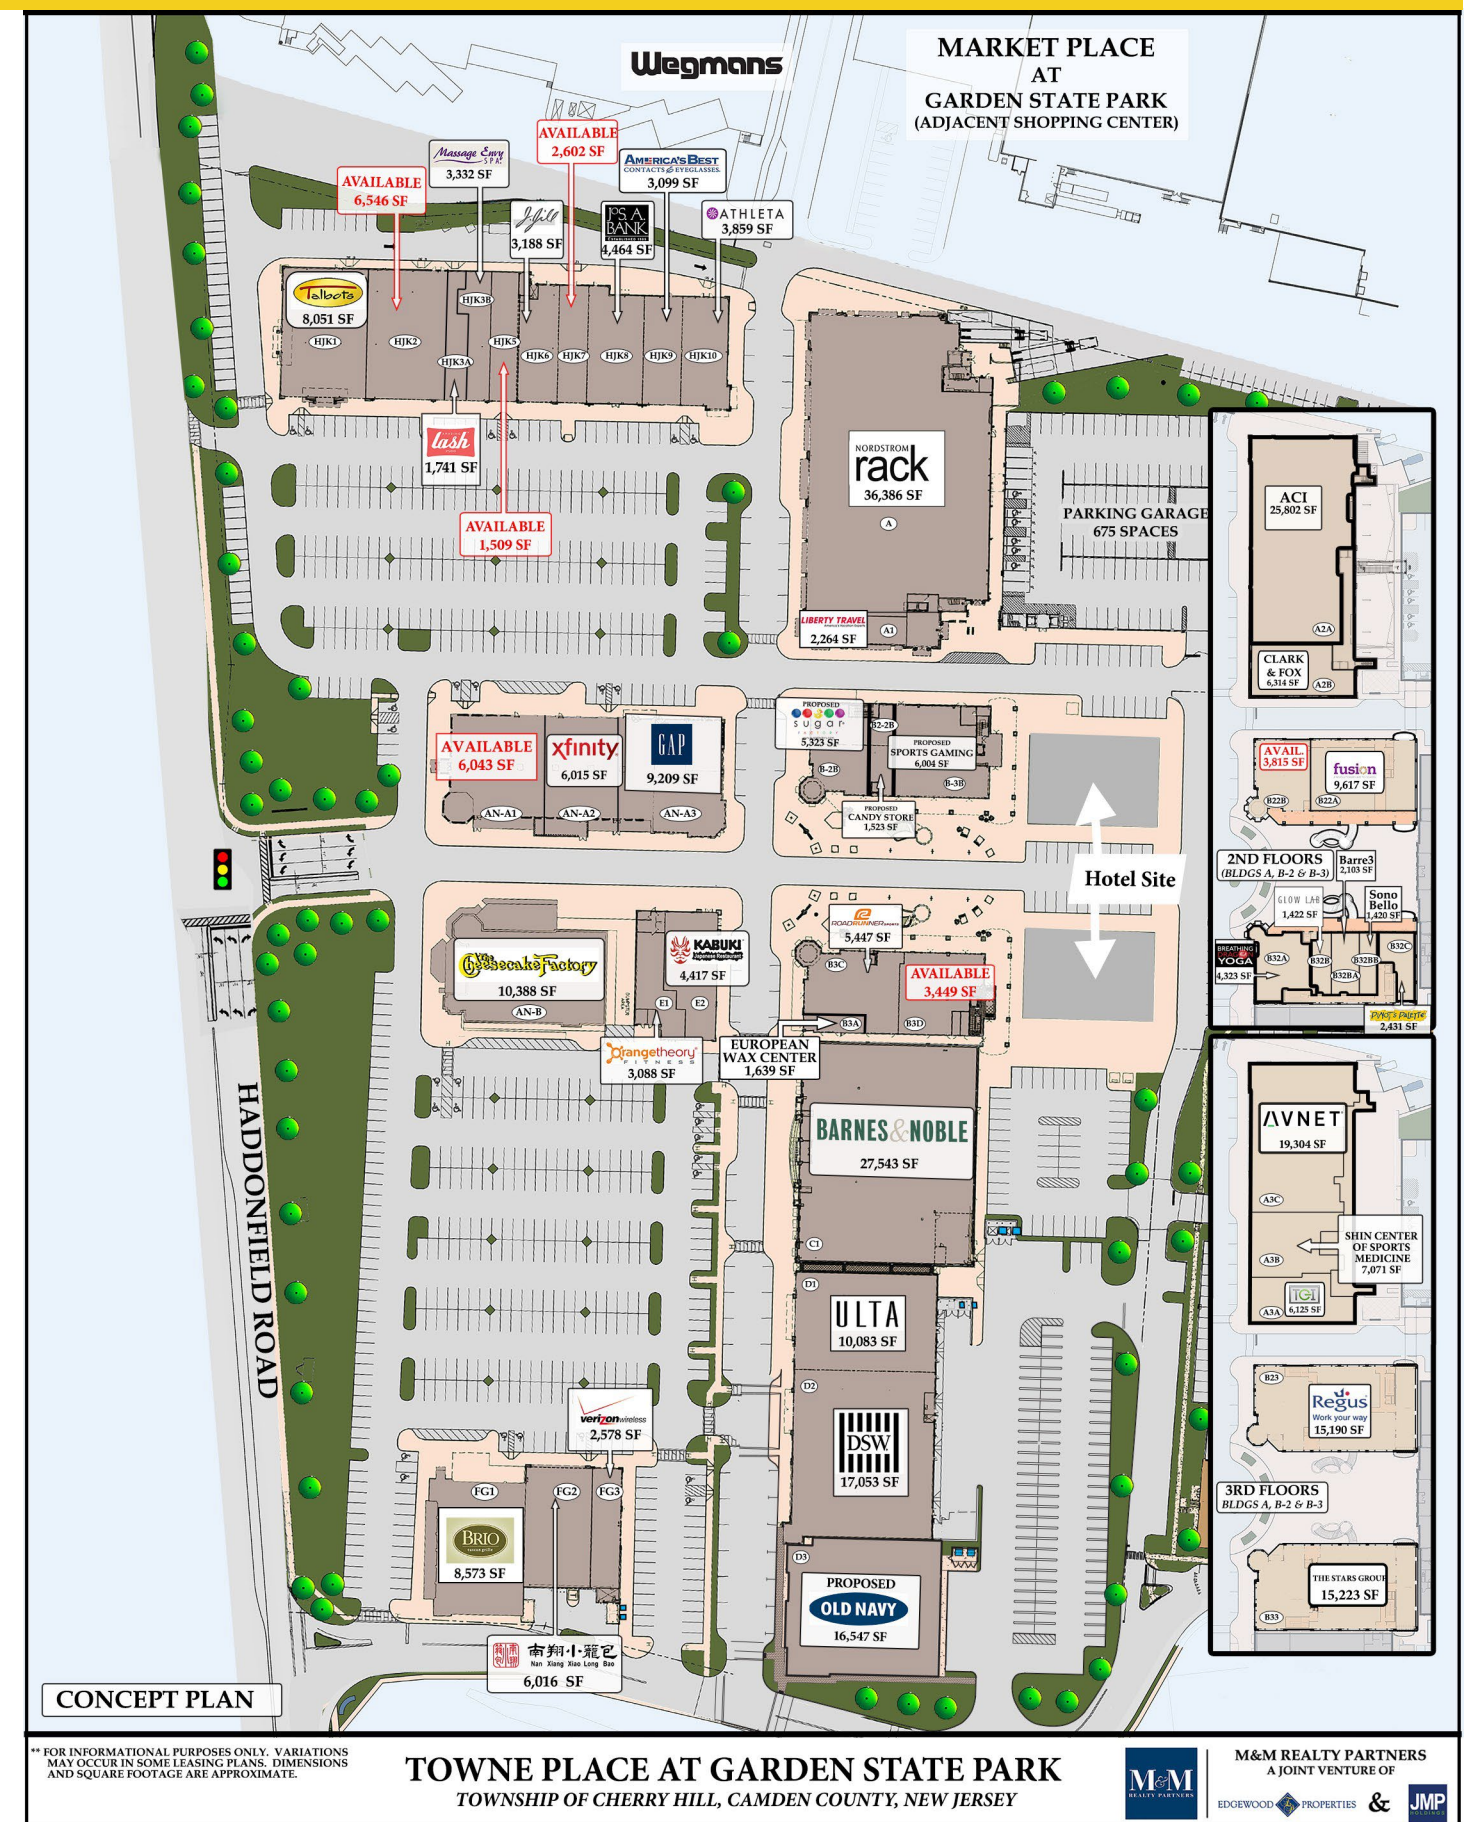 Wegmans
MARKET PLACE
AT
GARDEN STATE PARK
(ADJACENT SHOPPING CENTER)
AVAILABLE
6,546 SF
Massage Envy
SPA
3,332 SF
AVAILABLE
2,602 SF
AMERICA'S BEST
CONTACTS & EYEGLASSES
3,099 SF
J.Jill
3,188 SF
JOS. A.
BANK
4,464 SF
ATHLETA
3,859 SF
Talbots
8,051 SF
HJK1
HJK2
HJK3A
HJK3B
HJK5
HJK6
HJK7
HJK8
HJK9
HJK10
lash
1,741 SF
AVAILABLE
1,509 SF
NORDSTROM
rack
36,386 SF
A
PARKING GARAGE
675 SPACES
LIBERTY TRAVEL
2,264 SF
A1
ACI
25,802 SF
A2A
CLARK
& FOX
6,314 SF
A2B
AVAILABLE
6,043 SF
xfinity
6,015 SF
GAP
9,209 SF
AN-A1
AN-A2
AN-A3
PROPOSED
sugar
5,323 SF
B2-2B
PROPOSED
SPORTS GAMING
6,004 SF
B-2B
B-3B
PROPOSED
CANDY STORE
1,523 SF
Hotel Site
AVAIL.
3,815 SF
fusion
9,617 SF
B22B
B22A
2ND FLOORS
(BLDGS A, B-2 & B-3)
Barre3
2,103 SF
GLOW LAB
1,422 SF
Sono
Bello
1,420 SF
BREATHING
DRAGON
YOGA
4,323 SF
B32A
B32B
B32BA
B32BB
B32C
PINOT'S PALETTE
2,431 SF
The Cheesecake Factory
10,388 SF
AN-B
KABUKI
Japanese Restaurant
4,417 SF
E1
E2
Orangetheory
FITNESS
3,088 SF
ROADRUNNER SPORTS
5,447 SF
B3C
AVAILABLE
3,449 SF
B3A
B3D
EUROPEAN
WAX CENTER
1,639 SF
BARNES & NOBLE
27,543 SF
C1
HADDONFIELD ROAD
D1
ULTA
10,083 SF
D2
DSW
17,053 SF
D3
PROPOSED
OLD NAVY
16,547 SF
verizon wireless
2,578 SF
FG1
FG2
FG3
BRIO
tuscan grille
8,573 SF
南翔小籠包
Nan Xiang Xiao Long Bao
6,016 SF
AVNET
19,304 SF
A3C
SHIN CENTER
OF SPORTS
MEDICINE
7,071 SF
A3B
TGI
6,125 SF
A3A
B23
Regus
Work your way
15,190 SF
3RD FLOORS
BLDGS A, B-2 & B-3
THE STARS GROUP
15,223 SF
B33
CONCEPT PLAN
** FOR INFORMATIONAL PURPOSES ONLY. VARIATIONS
MAY OCCUR IN SOME LEASING PLANS. DIMENSIONS
AND SQUARE FOOTAGE ARE APPROXIMATE.
TOWNE PLACE AT GARDEN STATE PARK
TOWNSHIP OF CHERRY HILL, CAMDEN COUNTY, NEW JERSEY
M&M
REALTY PARTNERS
M&M REALTY PARTNERS
A JOINT VENTURE OF
EDGEWOOD PROPERTIES & JMP
HOLDINGS